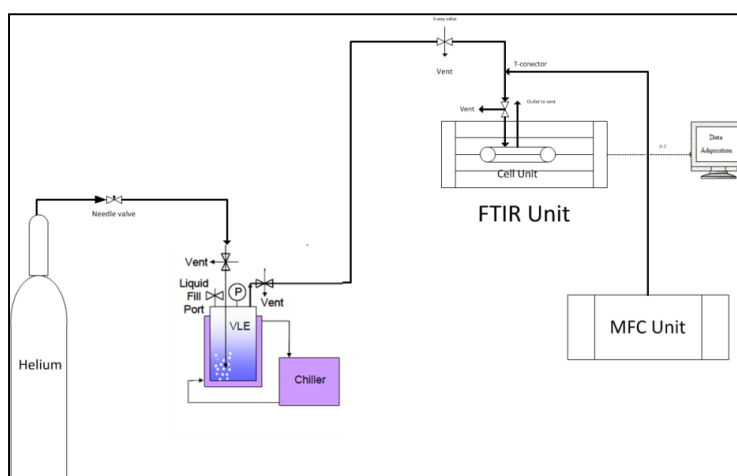 3-way valve
Vent
T-conector
Vent
Outlet to vent
Data
Adquisition
Cell Unit
FTIR Unit
Needle valve
Vent
Liquid
Fill
Port
P
Vent
VLE
MFC Unit
Helium
Chiller